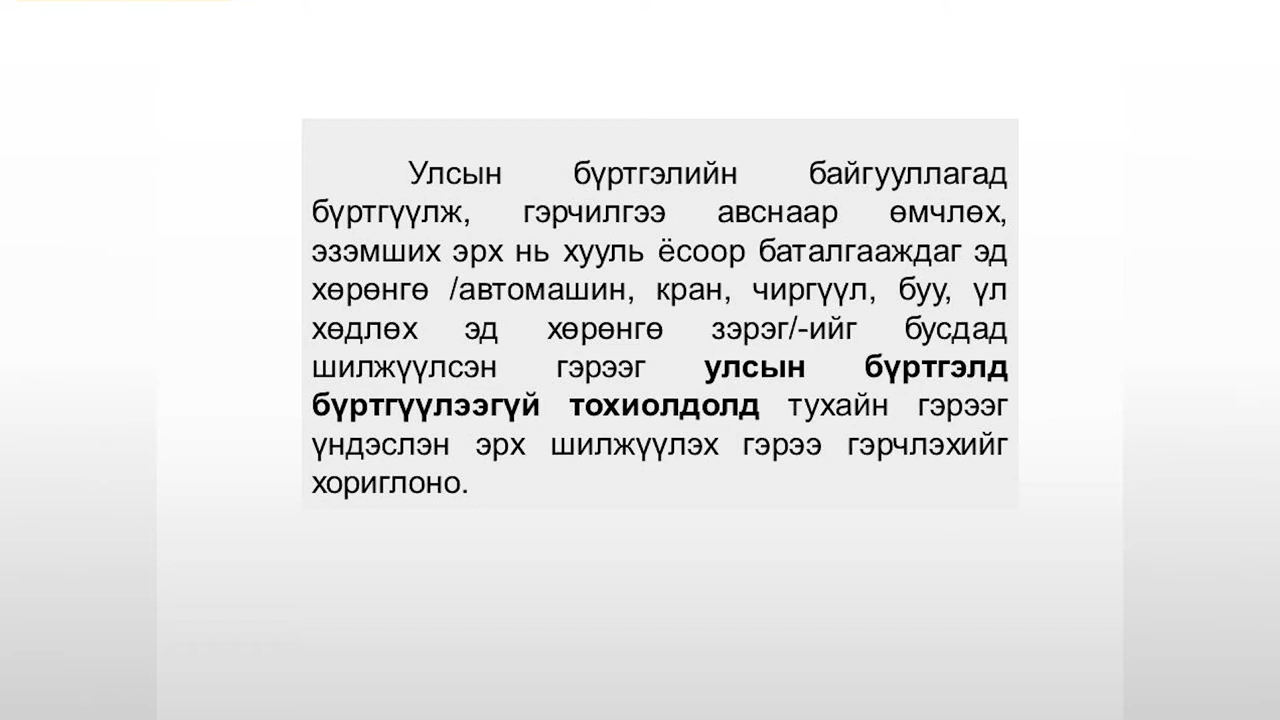 Улсын бүртгэлийн байгууллагад
бүртгүүлж, гэрчилгээ авснаар өмчлөх,
эзэмших эрх нь хууль ёсоор баталгааждаг эд
хөрөнгө /автомашин, кран, чиргүүл, буу, үл
хөдлөх эд хөрөнгө зэрэг/-ийг бусдад
шилжүүлсэн гэрээг улсын бүртгэлд
бүртгүүлээгүй тохиолдолд тухайн гэрээг
үндэслэн эрх шилжүүлэх гэрээ гэрчлэхийг
хориглоно.